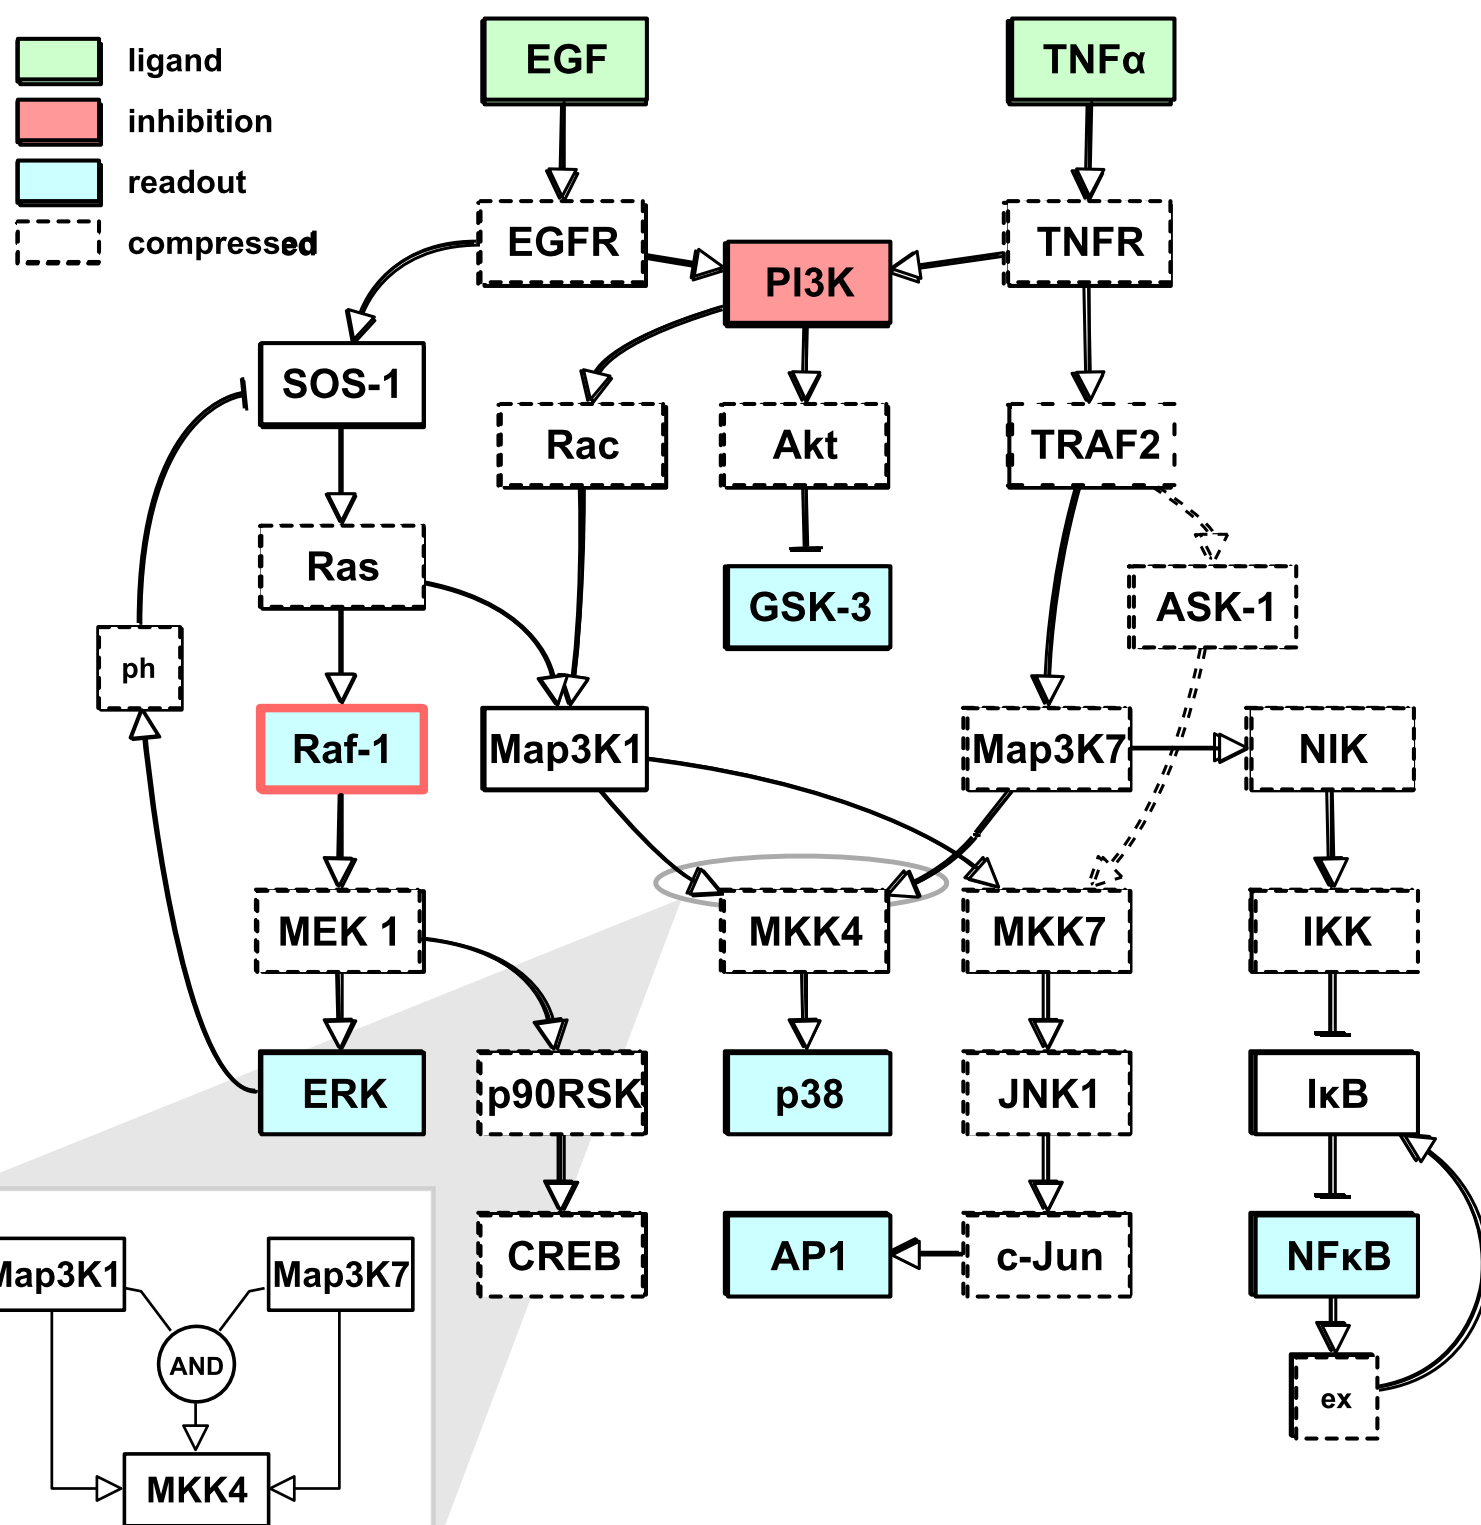 EGF
TNFα
ligand
inhibition
readout
compressed
EGFR
TNFR
PI3K
SOS-1
Rac
Akt
TRAF2
Ras
GSK-3
ASK-1
ph
Raf-1
Map3K1
Map3K7
NIK
MEK 1
MKK4
MKK7
IKK
ERK
p90RSK
p38
JNK1
IκB
CREB
AP1
c-Jun
NFκB
Map3K1
Map3K7
AND
ex
MKK4